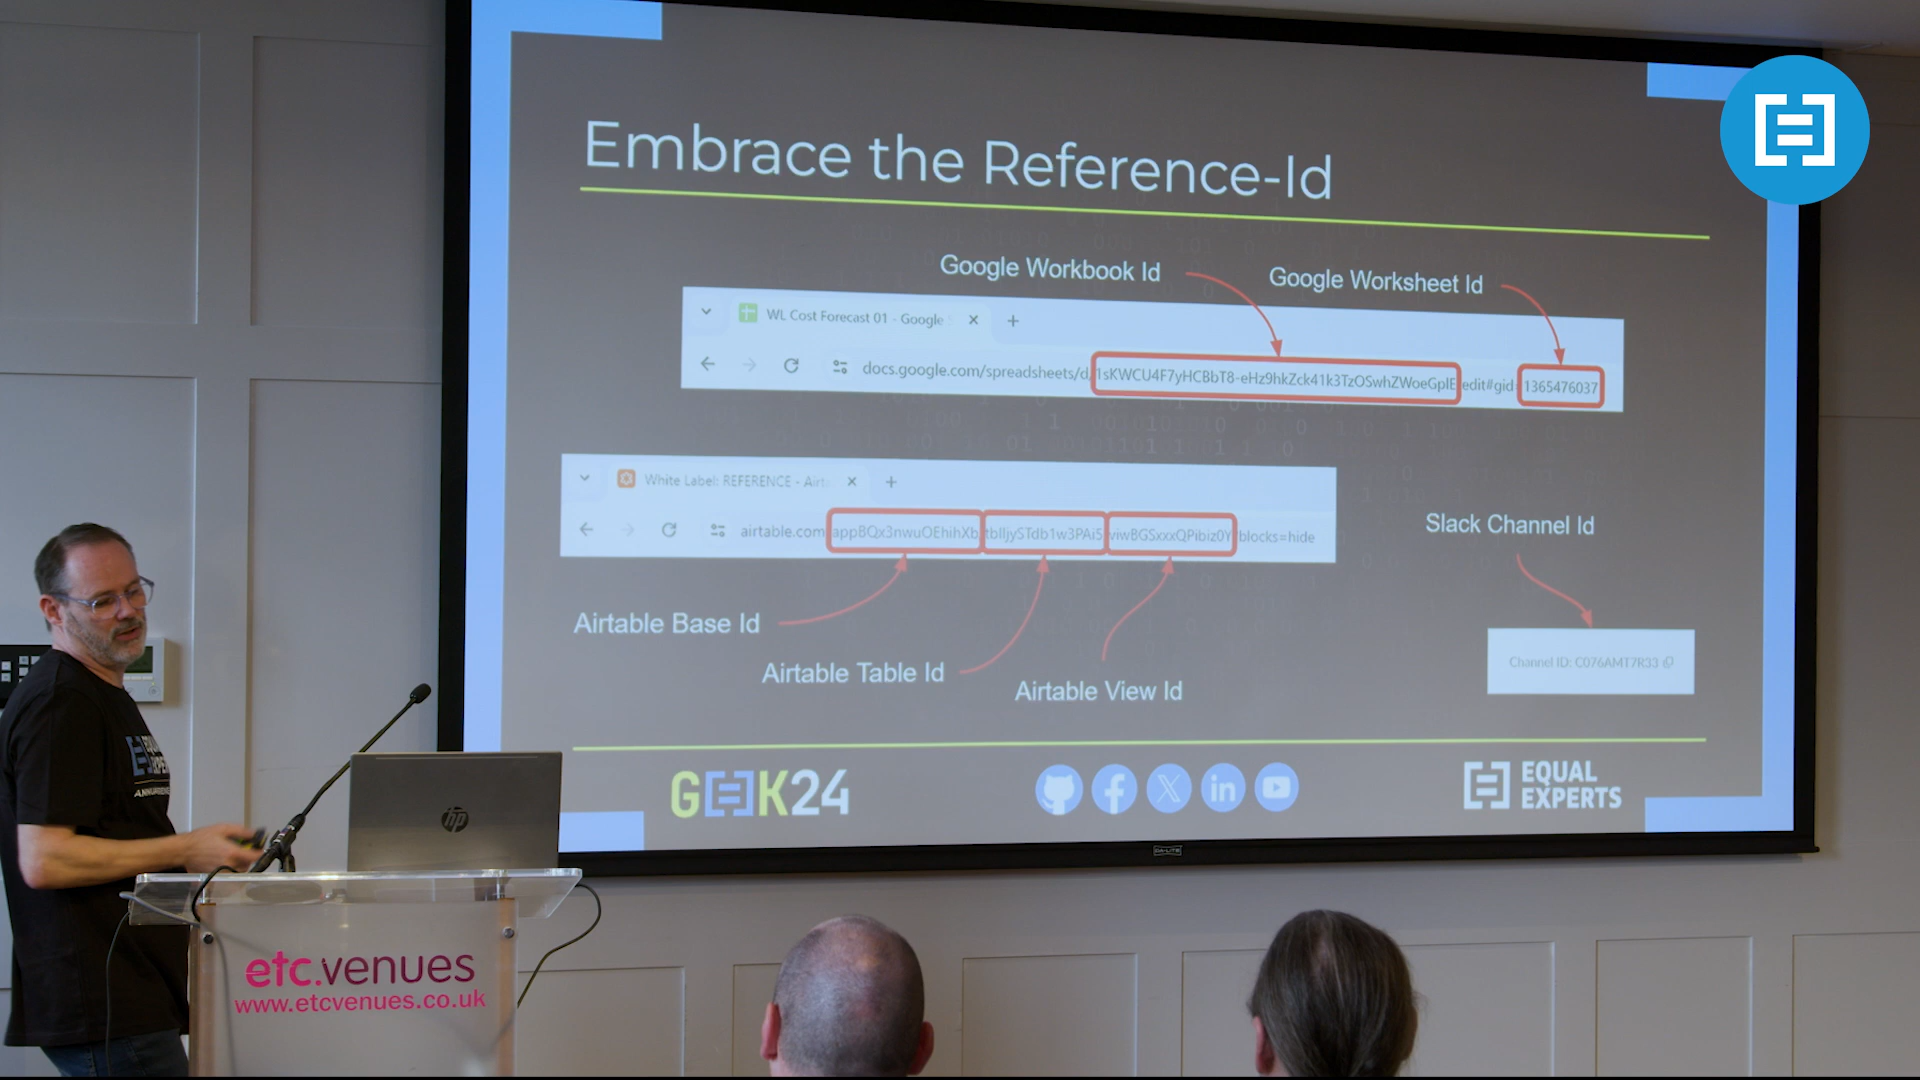 Embrace the Reference-Id
Google Workbook Id
Google Worksheet Id
WL Cost Forecast 01 - Google
docs.google.com/spreadsheets/d/1sKWCU4F7yHCBbT8-eHz9hkZck41k3TzOSwhZWoeGplE/edit#gid=1365476037
White Label: REFERENCE - Airt
airtable.com/appBQx3nwuOEhihXb/tblljySTdb1w3PAiS/viwBGSxxxQPibiz0Y?blocks=hide
Slack Channel Id
Airtable Base Id
Airtable Table Id
Airtable View Id
Channel ID: C076AMT7R33
GEEK24
EQUAL
EXPERTS
DA-LITE
hp
etc.venues
www.etcvenues.co.uk